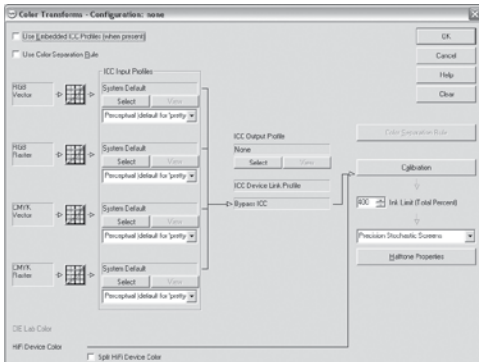 Color Transforms - Configuration: none
Use Embedded ICC Profiles (when present)
Use Color Separation Rule
OK
Cancel
Help
Clear
ICC Input Profiles
RGB
Vector
System Default
Select
View
Perceptual (default for 'pretty
RGB
Raster
System Default
Select
View
Perceptual (default for 'pretty
CMYK
Vector
System Default
Select
View
Perceptual (default for 'pretty
CMYK
Raster
System Default
Select
View
Perceptual (default for 'pretty
ICC Output Profile
None
Select
View
ICC Device Link Profile
Bypass ICC
Color Separation Rule
Calibration
400
Ink Limit (Total Percent)
Precision Stochastic Screens
Halftone Properties
CIE Lab Color
HiFi Device Color
Split HiFi Device Color